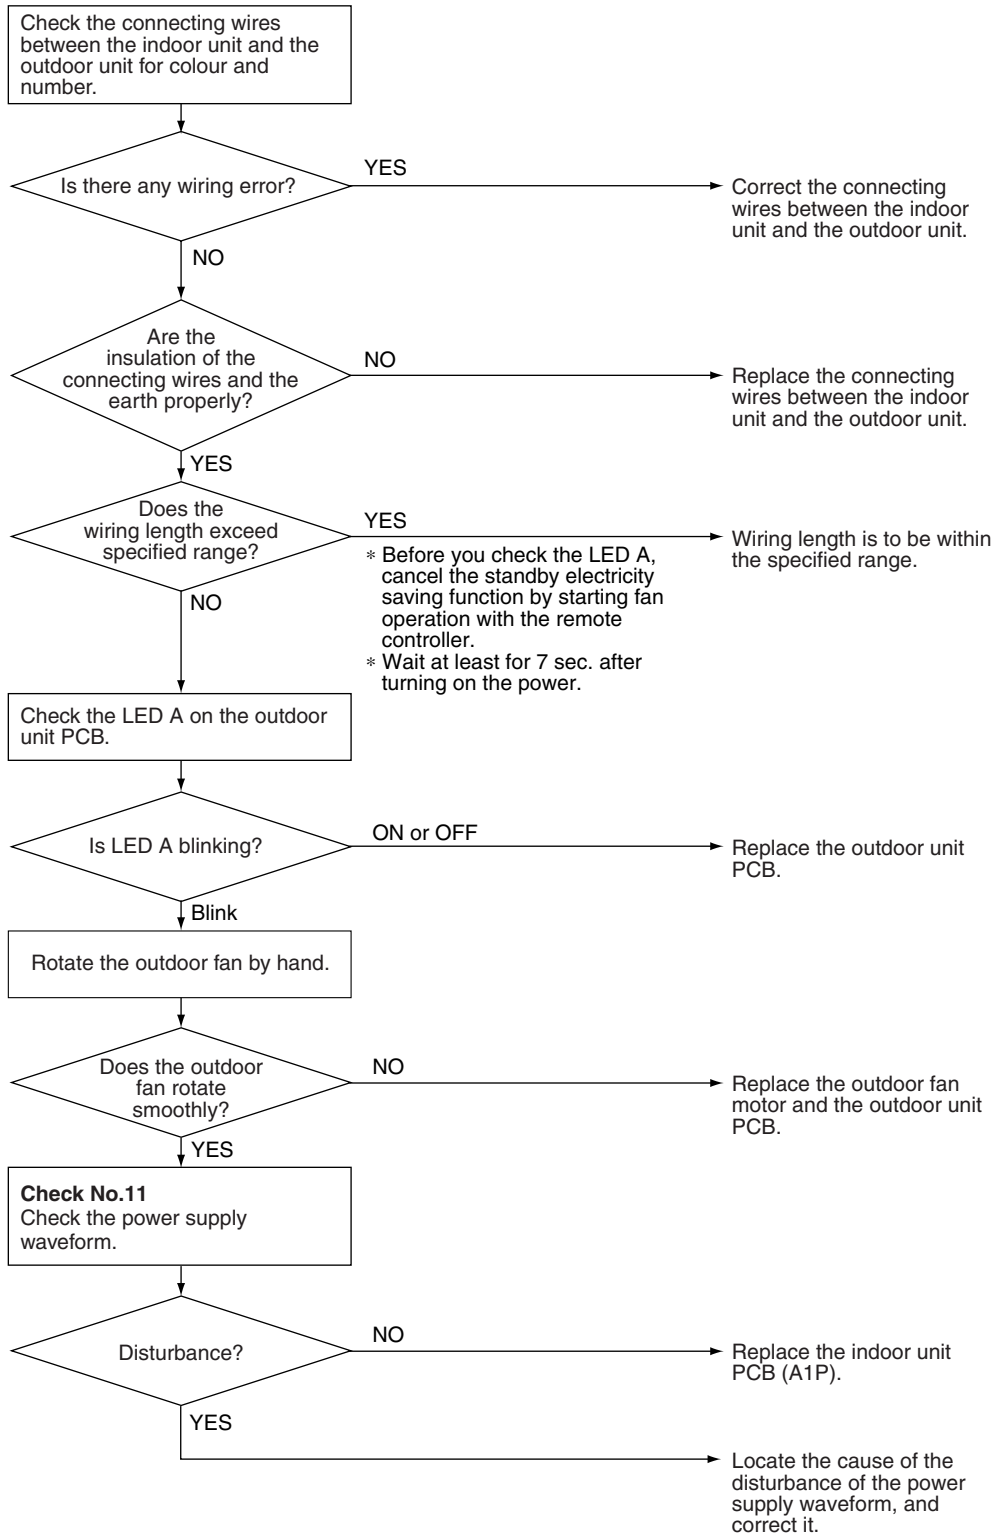 Check the connecting wires
between the indoor unit and the
outdoor unit for colour and
number.
Is there any wiring error?
YES
Correct the connecting
wires between the indoor
unit and the outdoor unit.
NO
Are the
insulation of the
connecting wires and the
earth properly?
NO
Replace the connecting
wires between the indoor
unit and the outdoor unit.
YES
Does the
wiring length exceed
specified range?
YES
Wiring length is to be within
the specified range.
* Before you check the LED A,
cancel the standby electricity
saving function by starting fan
operation with the remote
controller.
* Wait at least for 7 sec. after
turning on the power.
NO
Check the LED A on the outdoor
unit PCB.
Is LED A blinking?
ON or OFF
Replace the outdoor unit
PCB.
Blink
Rotate the outdoor fan by hand.
Does the outdoor
fan rotate
smoothly?
NO
Replace the outdoor fan
motor and the outdoor unit
PCB.
YES
Check No.11
Check the power supply
waveform.
Disturbance?
NO
Replace the indoor unit
PCB (A1P).
YES
Locate the cause of the
disturbance of the power
supply waveform, and
correct it.